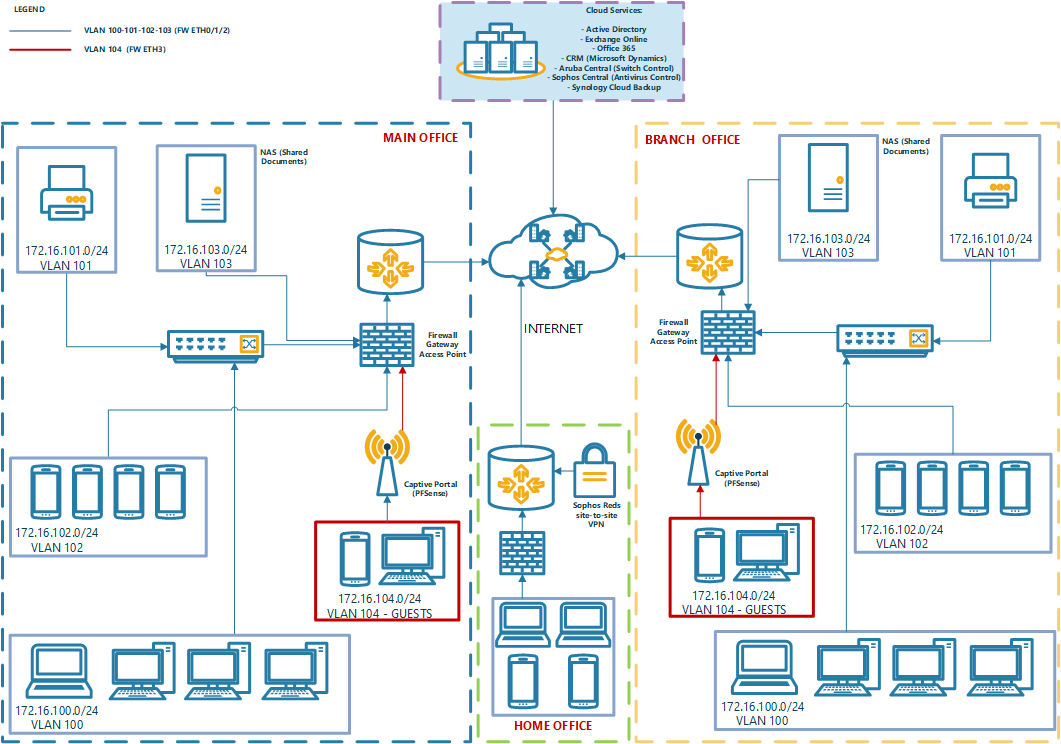 LEGEND
VLAN 100-101-102-103 (FW ETH0/1/2)
VLAN 104 (FW ETH3)
Cloud Services:
- Active Directory
- Exchange Online
- Office 365
- CRM (Microsoft Dynamics)
- Aruba Central (Switch Control)
- Sophos Central (Antivirus Control)
- Synology Cloud Backup
MAIN OFFICE
172.16.101.0/24
VLAN 101
NAS (Shared
Documents)
172.16.103.0/24
VLAN 103
Firewall
Gateway
Access Point
172.16.102.0/24
VLAN 102
Captive Portal
(PFSense)
172.16.104.0/24
VLAN 104 - GUESTS
172.16.100.0/24
VLAN 100
INTERNET
Sophos Reds
site-to-site
VPN
HOME OFFICE
BRANCH OFFICE
NAS (Shared
Documents)
172.16.103.0/24
VLAN 103
172.16.101.0/24
VLAN 101
Firewall
Gateway
Access Point
Captive Portal
(PFSense)
172.16.102.0/24
VLAN 102
172.16.104.0/24
VLAN 104 - GUESTS
172.16.100.0/24
VLAN 100